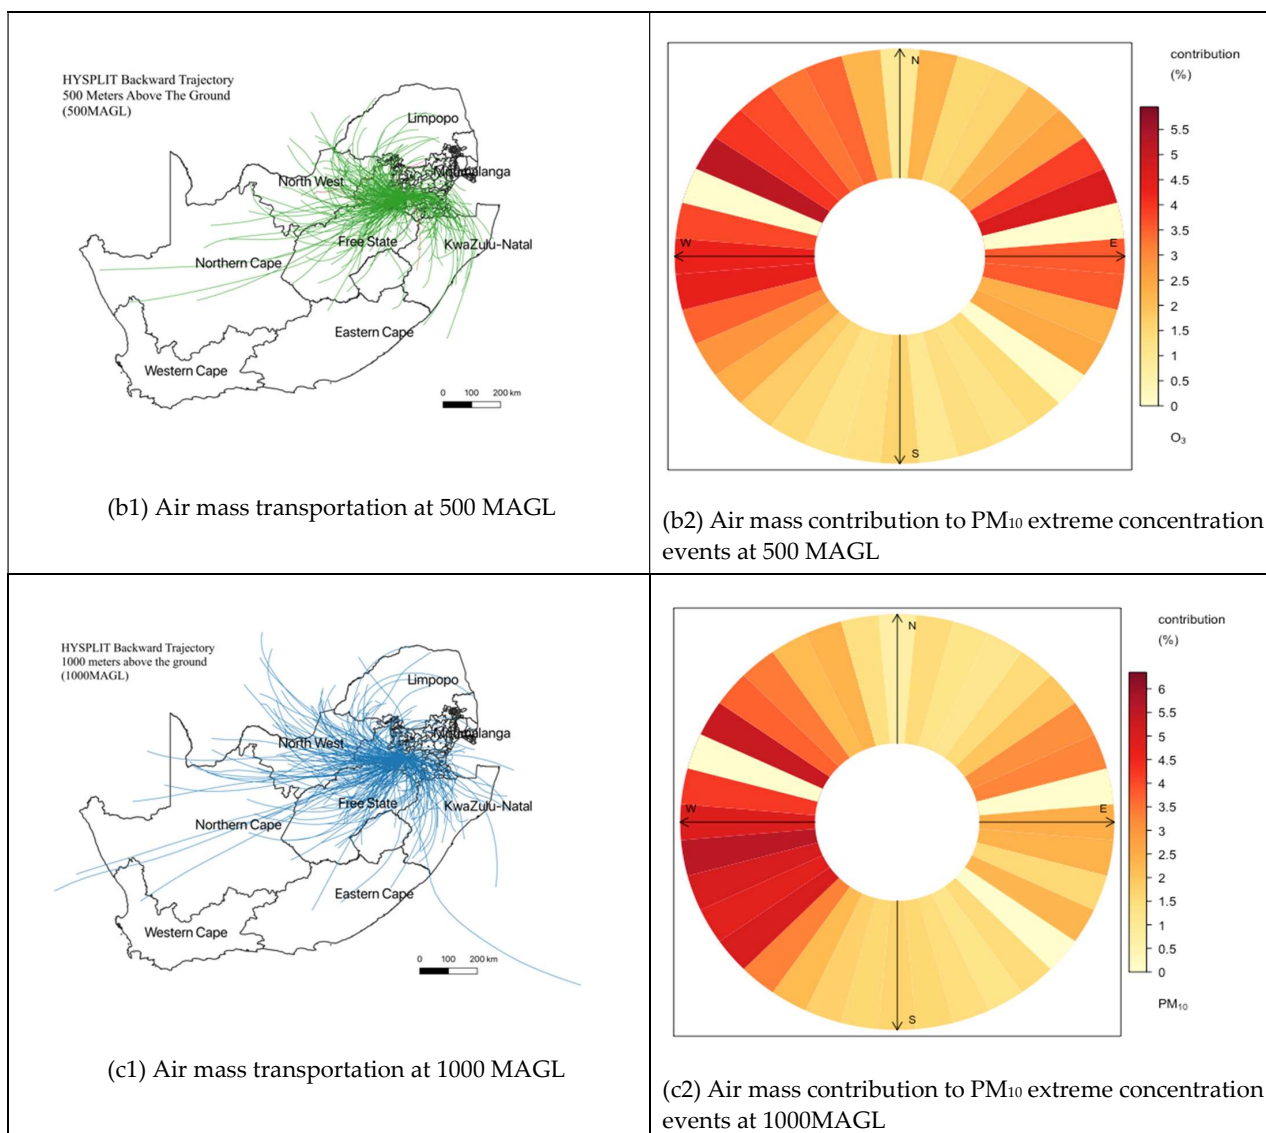 HYSPLIT Backward Trajectory
500 Meters Above The Ground
(500MAGL)
Limpopo
North West
Mpumalanga
Free State
KwaZulu-Natal
Northern Cape
Eastern Cape
Western Cape
0 100 200 km
(b1) Air mass transportation at 500 MAGL
contribution
(%)
N
W
E
S
5.5
5
4.5
4
3.5
3
2.5
2
1.5
1
0.5
0
O3
(b2) Air mass contribution to PM10 extreme concentration
events at 500 MAGL
HYSPLIT Backward Trajectory
1000 meters above the ground
(1000MAGL)
Limpopo
North West
Mpumalanga
Free State
KwaZulu-Natal
Northern Cape
Eastern Cape
Western Cape
0 100 200 km
(c1) Air mass transportation at 1000 MAGL
contribution
(%)
N
W
E
S
6
5.5
5
4.5
4
3.5
3
2.5
2
1.5
1
0.5
0
PM10
(c2) Air mass contribution to PM10 extreme concentration
events at 1000MAGL